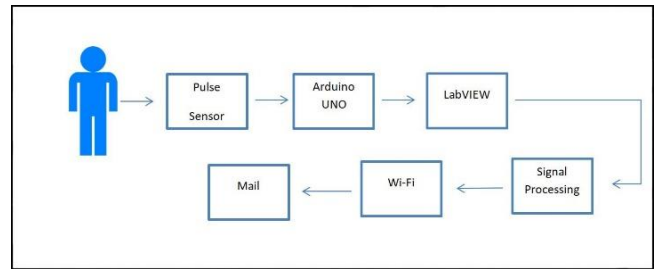 Pulse
Sensor
Arduino
UNO
LabVIEW
Signal
Processing
Wi-Fi
Mail